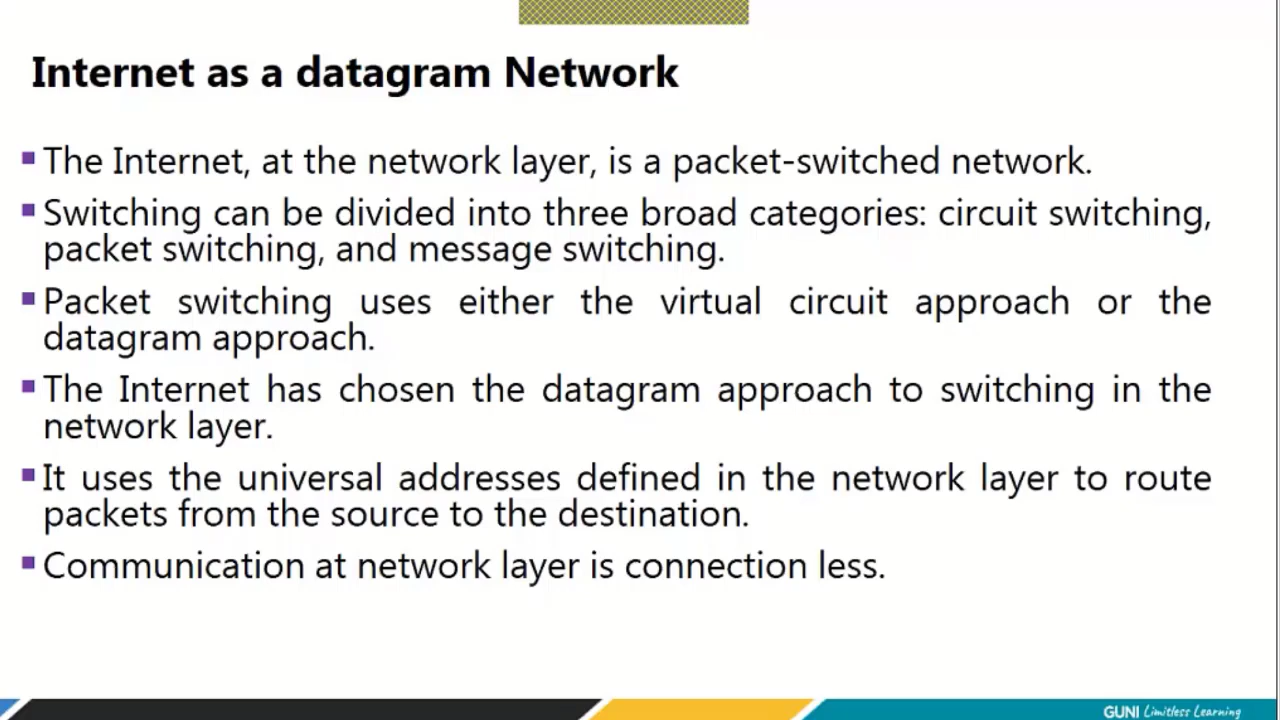 Internet as a datagram Network
▪The Internet, at the network layer, is a packet-switched network.
▪Switching can be divided into three broad categories: circuit switching,
packet switching, and message switching.
▪Packet switching uses either the virtual circuit approach or the
datagram approach.
▪The Internet has chosen the datagram approach to switching in the
network layer.
▪It uses the universal addresses defined in the network layer to route
packets from the source to the destination.
▪Communication at network layer is connection less.
GUNI Limitless Learning